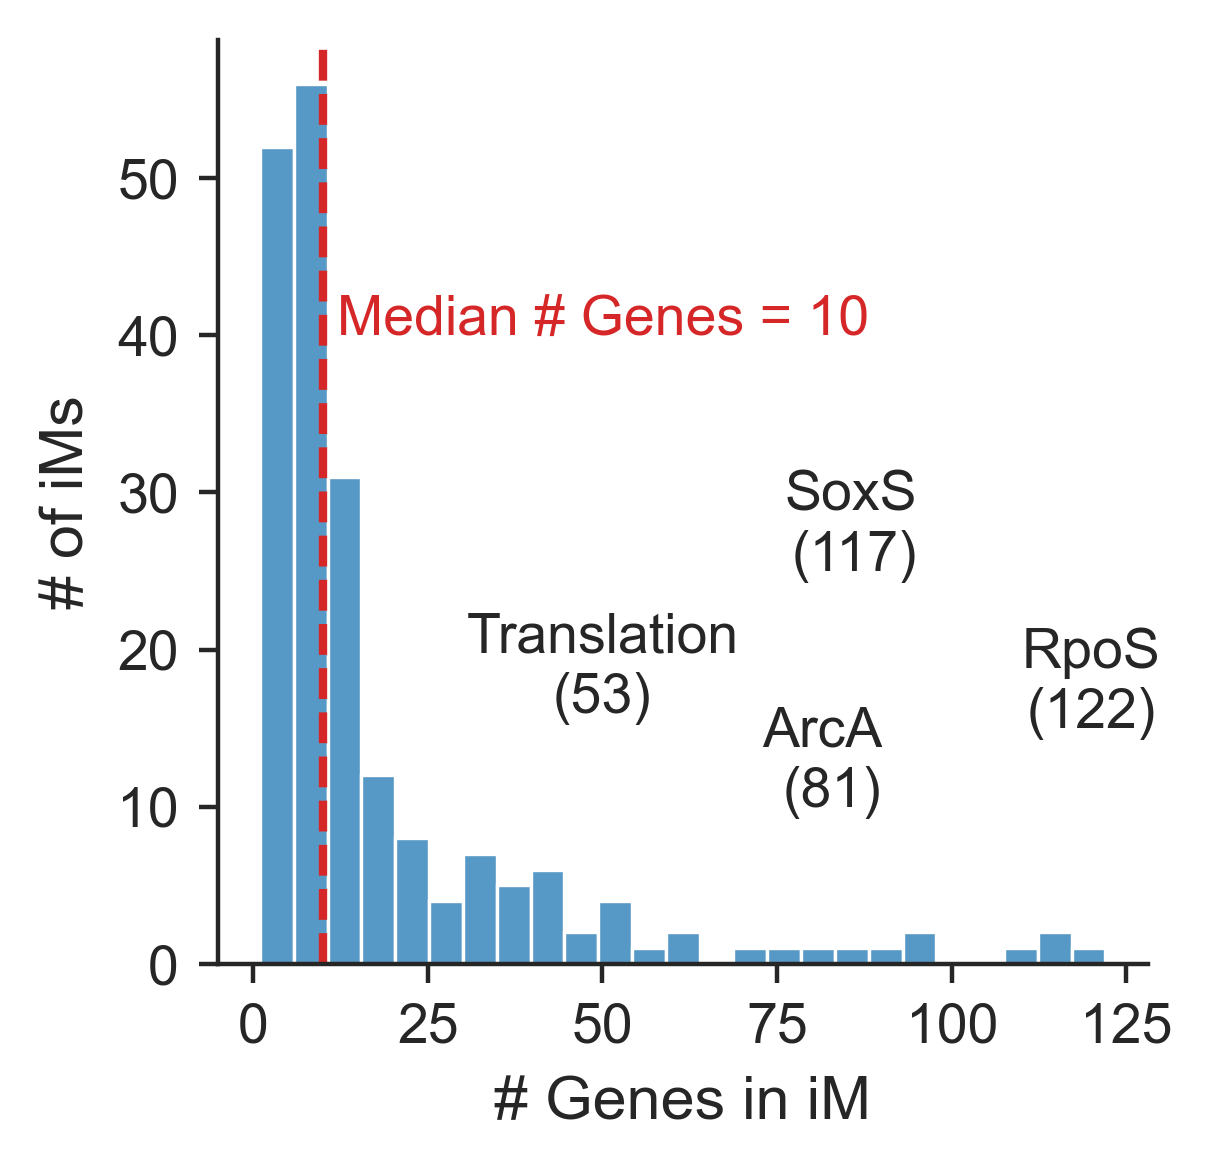 50
40
30
20
10
0
# of iMs
Median # Genes = 10
SoxS
(117)
Translation
(53)
RpoS
(122)
ArcA
(81)
0 25 50 75 100 125
# Genes in iM